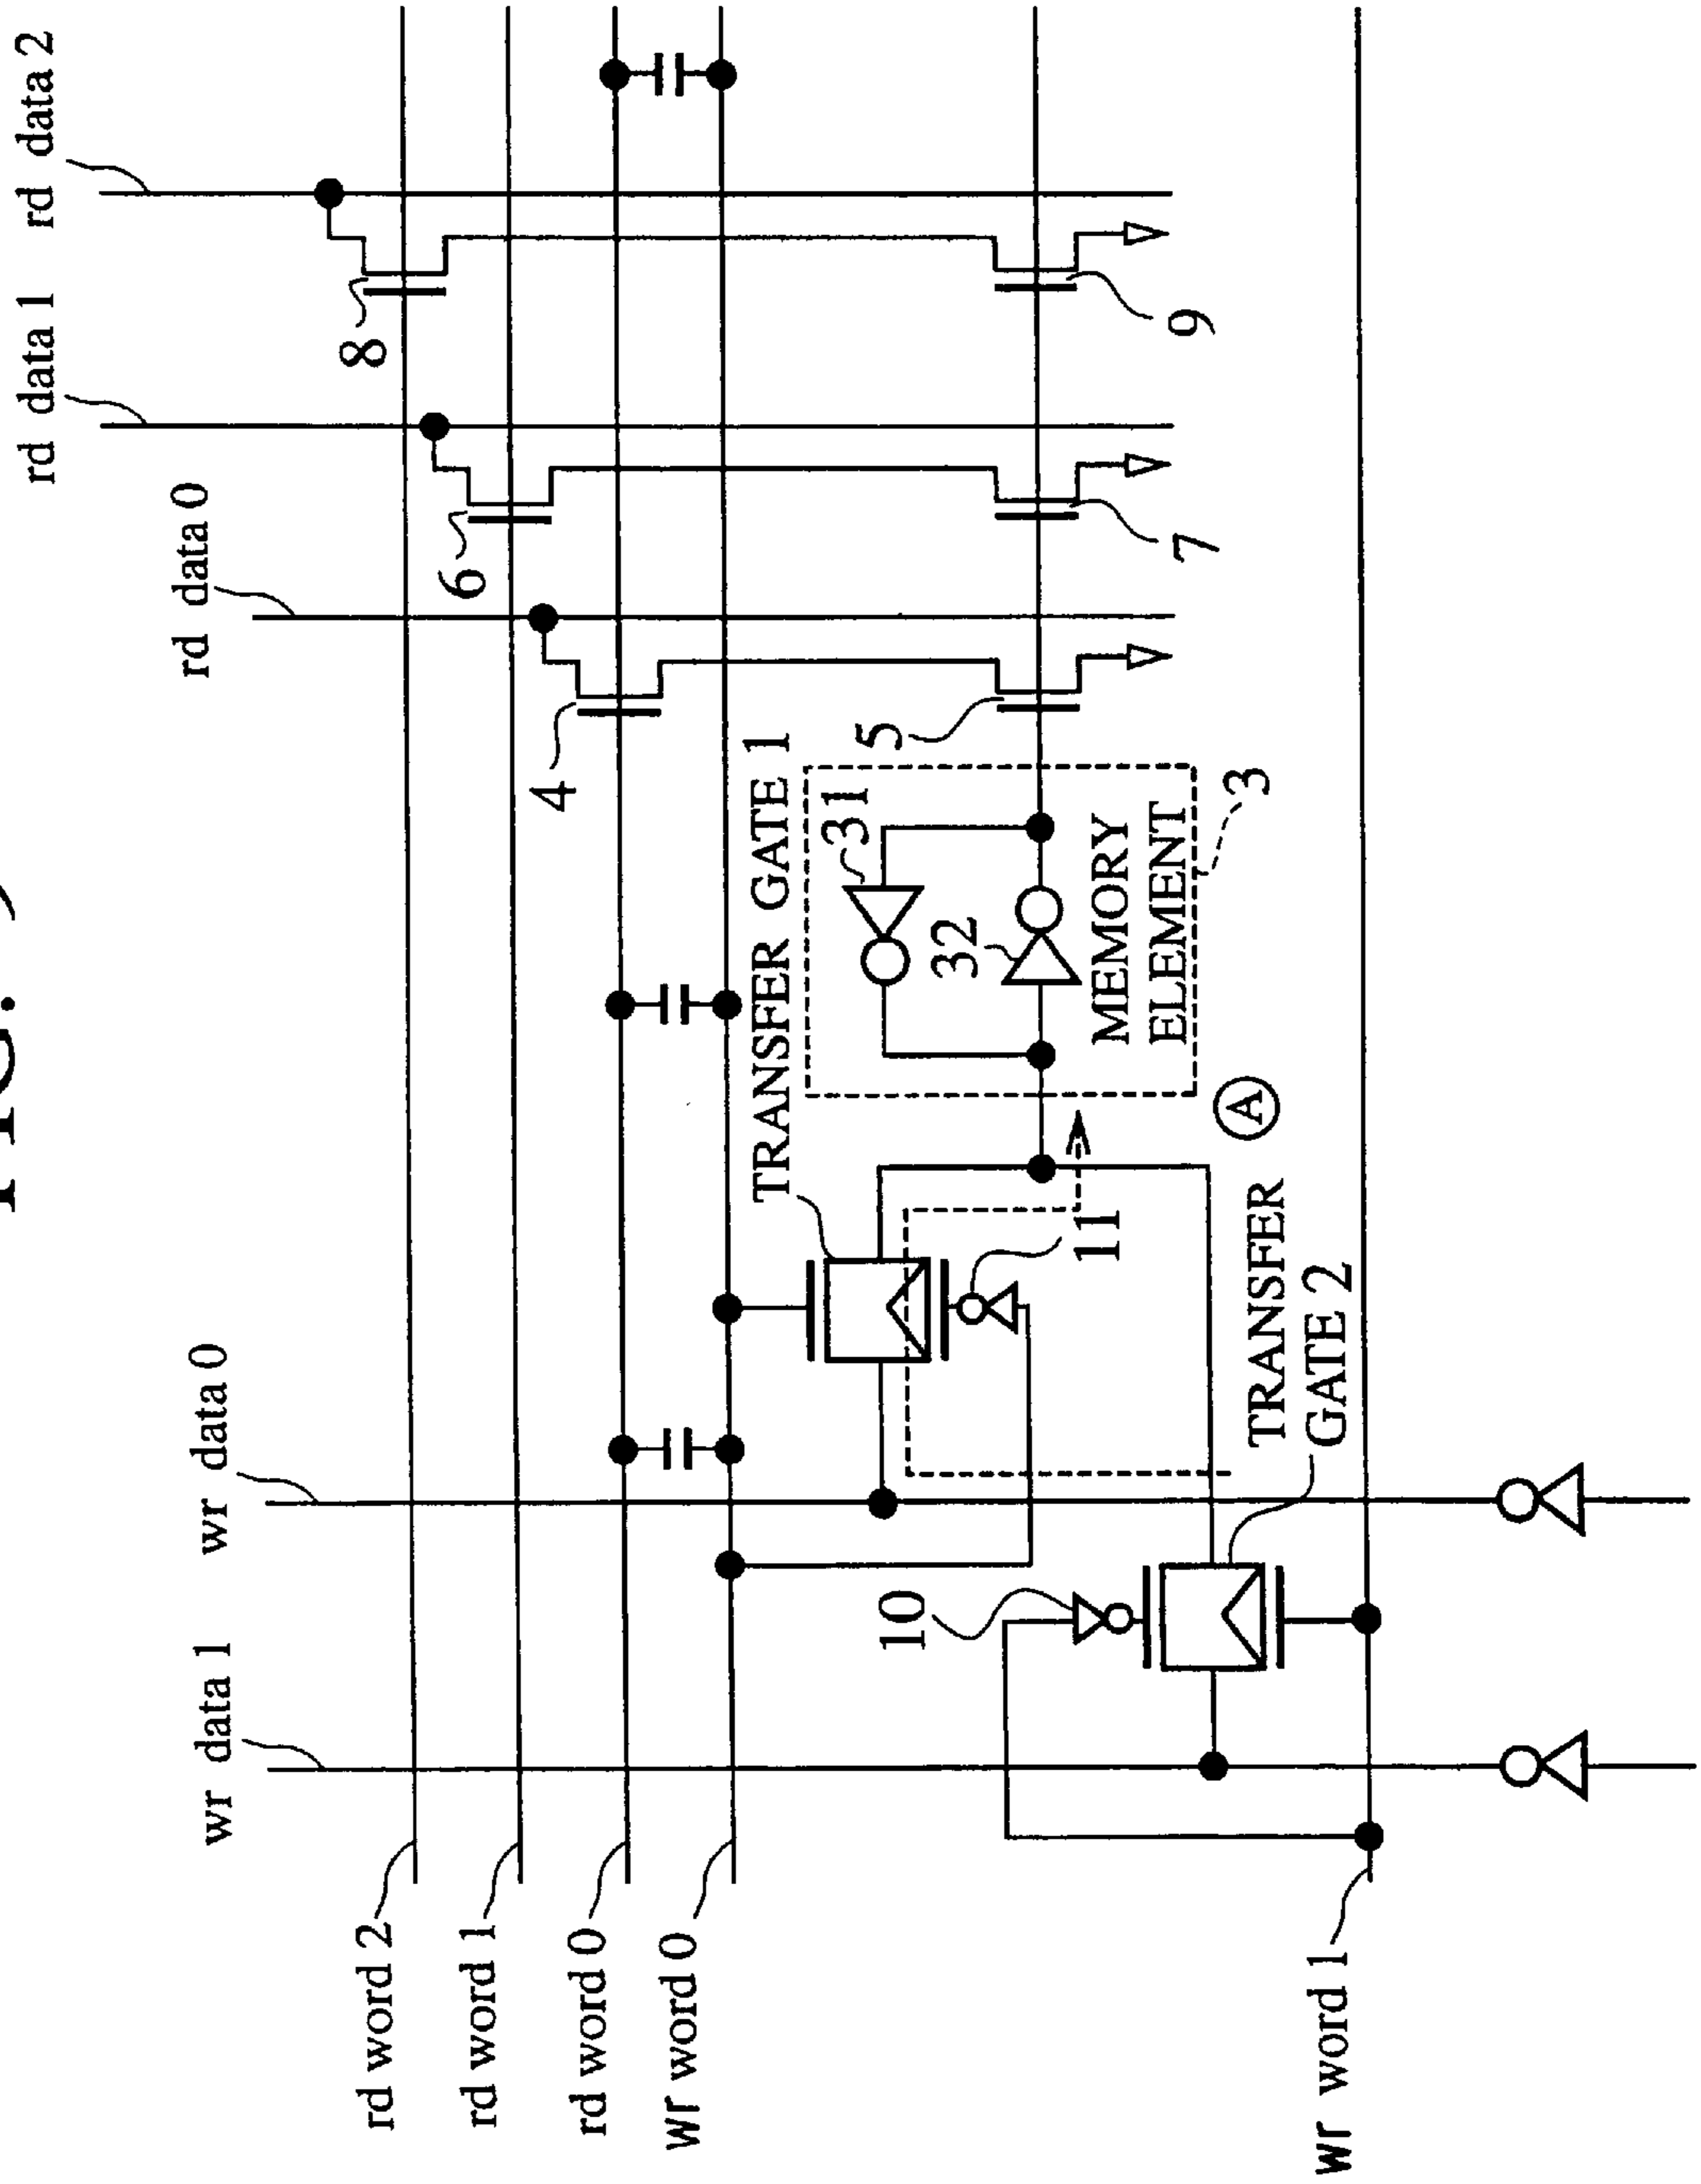 rd data 2
rd data 1
rd data 0
wr data 0
wr data 1
8
9
6
7
4
5
TRANSFER GATE 1
31
32
MEMORY
ELEMENT
3
A
11
TRANSFER
GATE 2
10
rd word 2
rd word 1
rd word 0
wr word 0
wr word 1